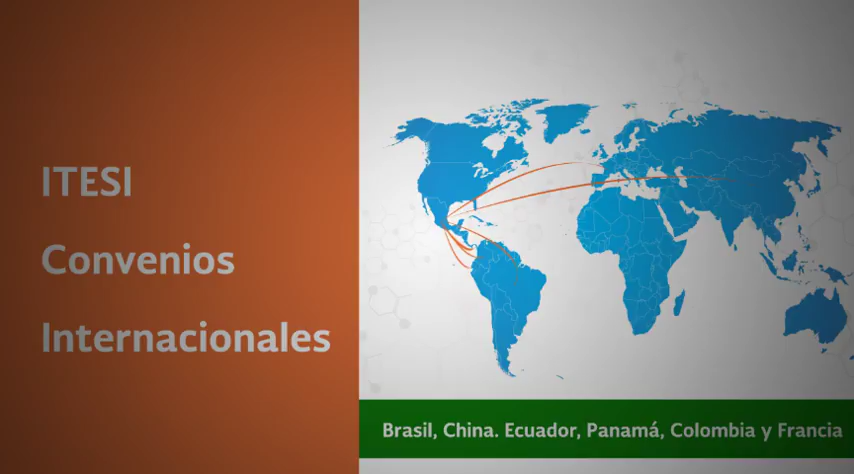 ITESI
Convenios
Internacionales
Brasil, China. Ecuador, Panamá, Colombia y Francia